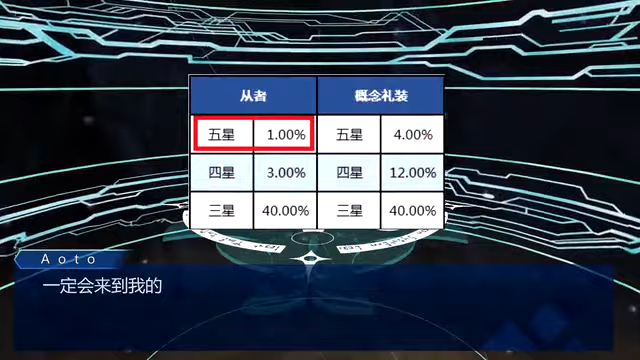 从者 概念礼装
五星 1.00% 五星 4.00%
四星 3.00% 四星 12.00%
三星 40.00% 三星 40.00%
Aoto
一定会来到我的